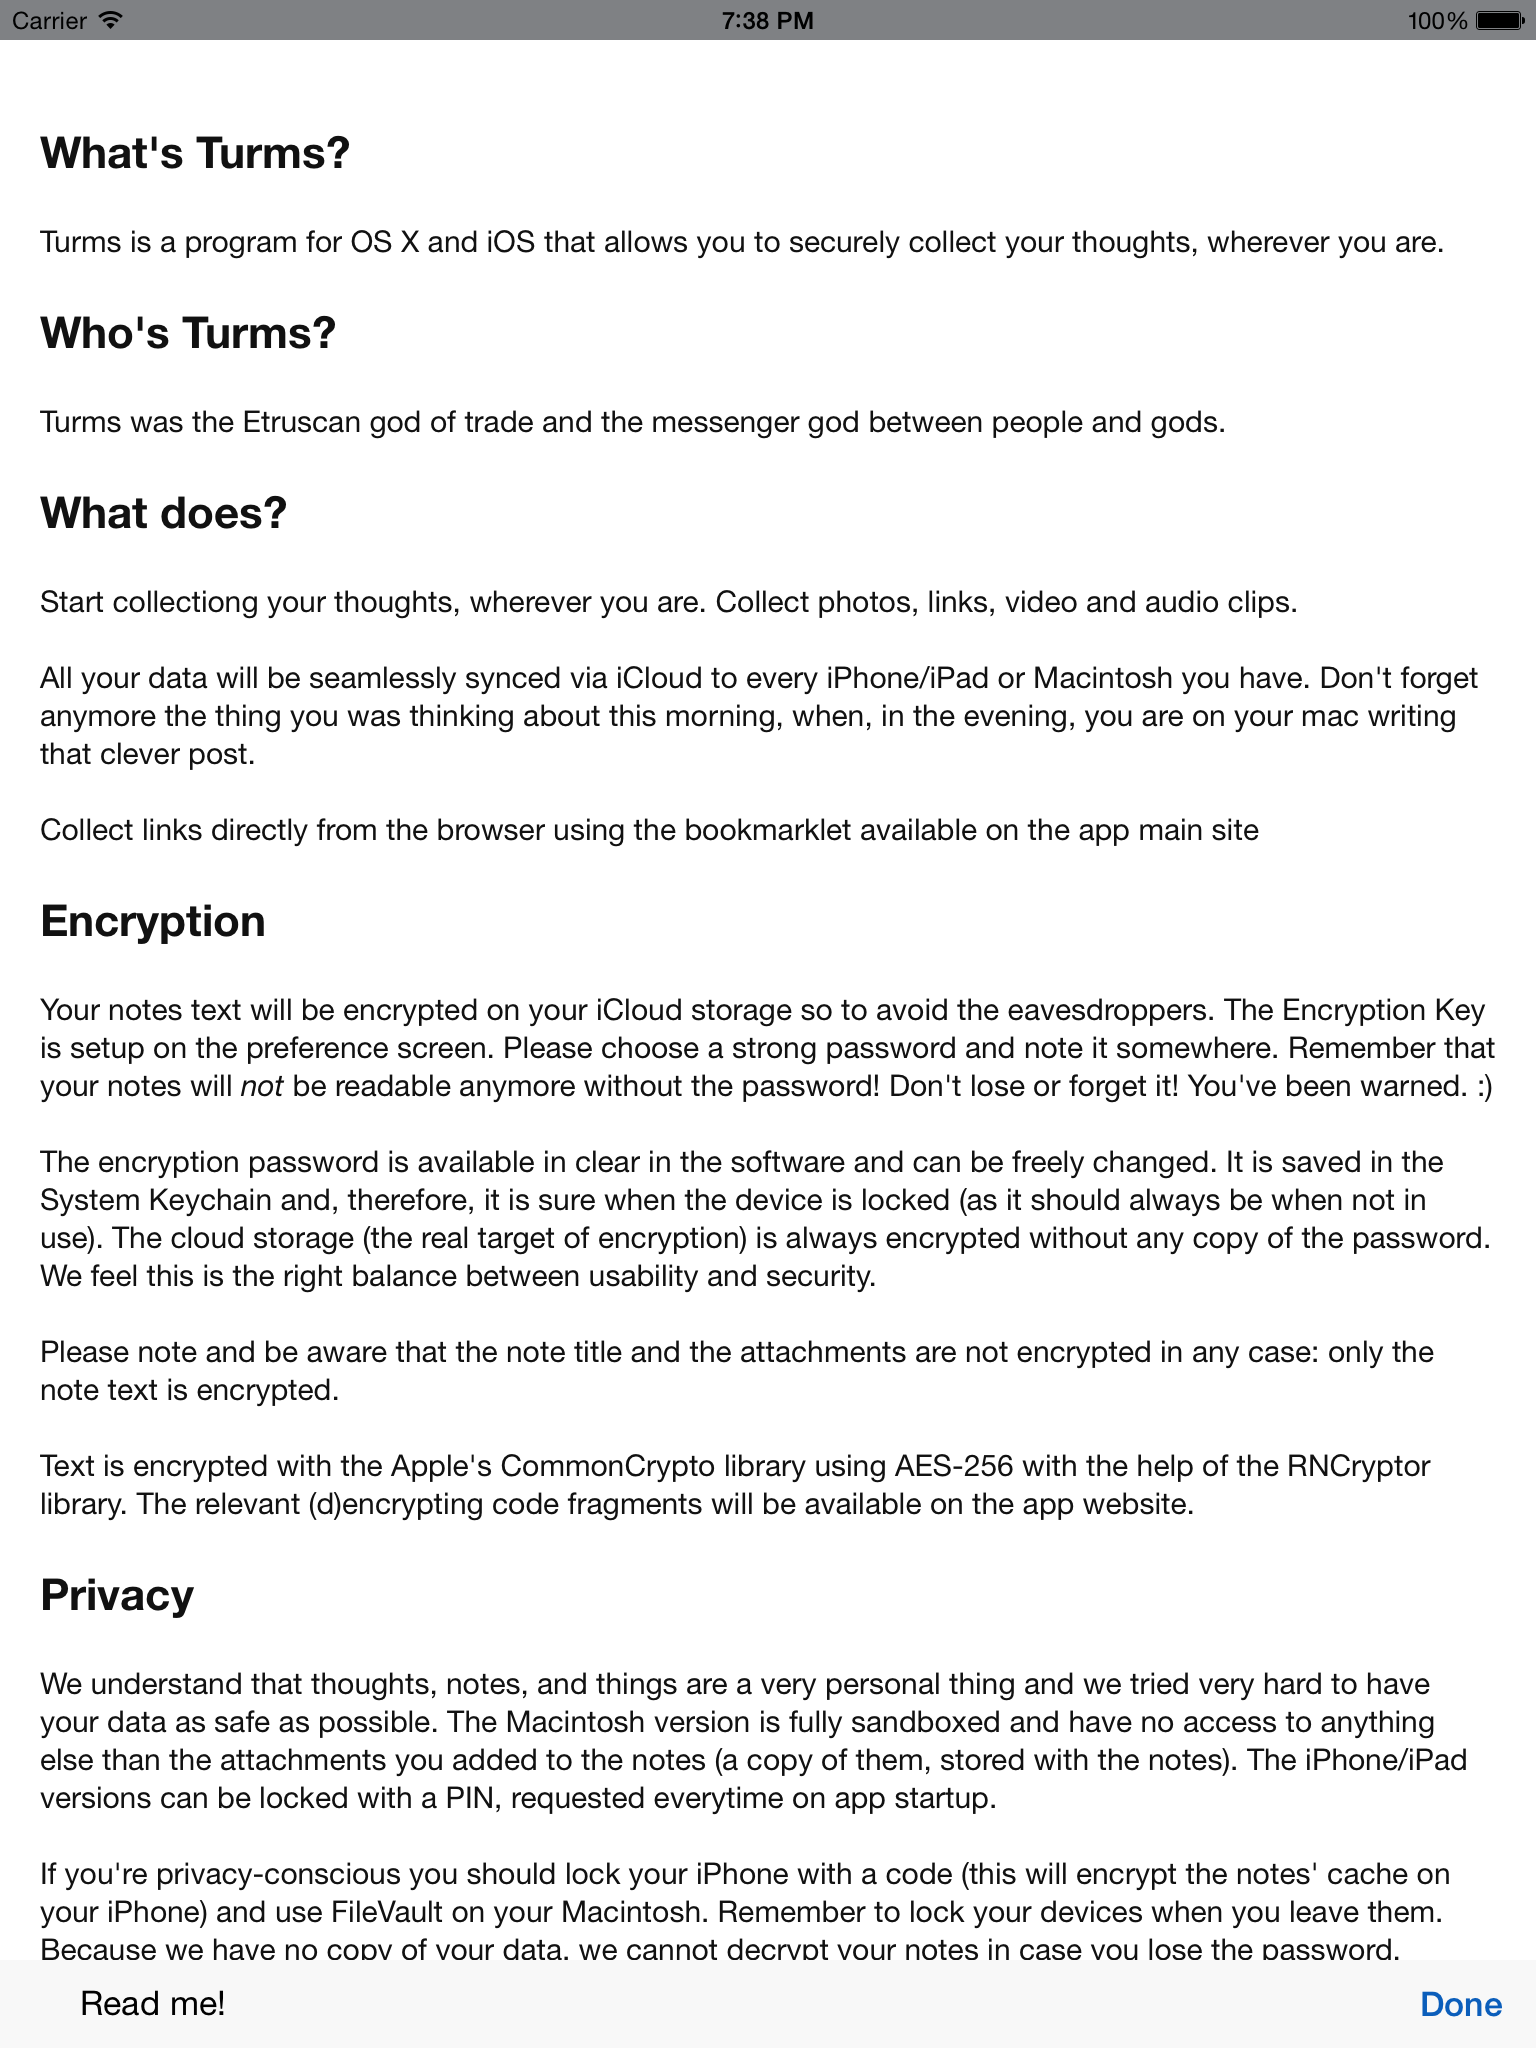 Carrier
7:38 PM
100%
What's Turms?
Turms is a program for OS X and iOS that allows you to securely collect your thoughts, wherever you are.
Who's Turms?
Turms was the Etruscan god of trade and the messenger god between people and gods.
What does?
Start collectiong your thoughts, wherever you are. Collect photos, links, video and audio clips.
All your data will be seamlessly synced via iCloud to every iPhone/iPad or Macintosh you have. Don't forget
anymore the thing you was thinking about this morning, when, in the evening, you are on your mac writing
that clever post.
Collect links directly from the browser using the bookmarklet available on the app main site
Encryption
Your notes text will be encrypted on your iCloud storage so to avoid the eavesdroppers. The Encryption Key
is setup on the preference screen. Please choose a strong password and note it somewhere. Remember that
your notes will not be readable anymore without the password! Don't lose or forget it! You've been warned. :)
The encryption password is available in clear in the software and can be freely changed. It is saved in the
System Keychain and, therefore, it is sure when the device is locked (as it should always be when not in
use). The cloud storage (the real target of encryption) is always encrypted without any copy of the password.
We feel this is the right balance between usability and security.
Please note and be aware that the note title and the attachments are not encrypted in any case: only the
note text is encrypted.
Text is encrypted with the Apple's CommonCrypto library using AES-256 with the help of the RNCryptor
library. The relevant (d)encrypting code fragments will be available on the app website.
Privacy
We understand that thoughts, notes, and things are a very personal thing and we tried very hard to have
your data as safe as possible. The Macintosh version is fully sandboxed and have no access to anything
else than the attachments you added to the notes (a copy of them, stored with the notes). The iPhone/iPad
versions can be locked with a PIN, requested everytime on app startup.
If you're privacy-conscious you should lock your iPhone with a code (this will encrypt the notes' cache on
your iPhone) and use FileVault on your Macintosh. Remember to lock your devices when you leave them.
Because we have no copy of your data, we cannot decrypt your notes in case you lose the password.
Read me!
Done